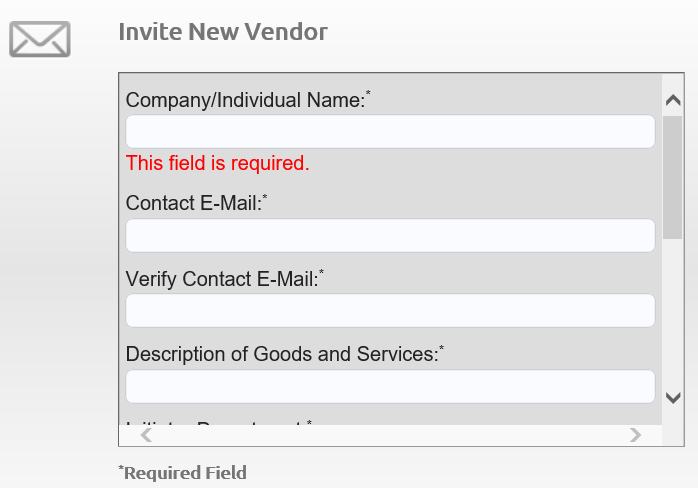 Invite New Vendor
Company/Individual Name:*
This field is required.
Contact E-Mail:*
Verify Contact E-Mail:*
Description of Goods and Services:*
*Required Field